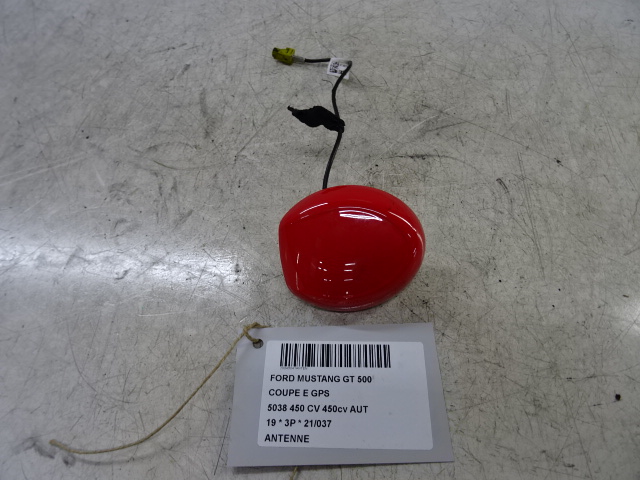 FORD MUSTANG GT 500
COUPE E GPS
5038 450 CV 450cv AUT
19 * 3P * 21/037
ANTENNE